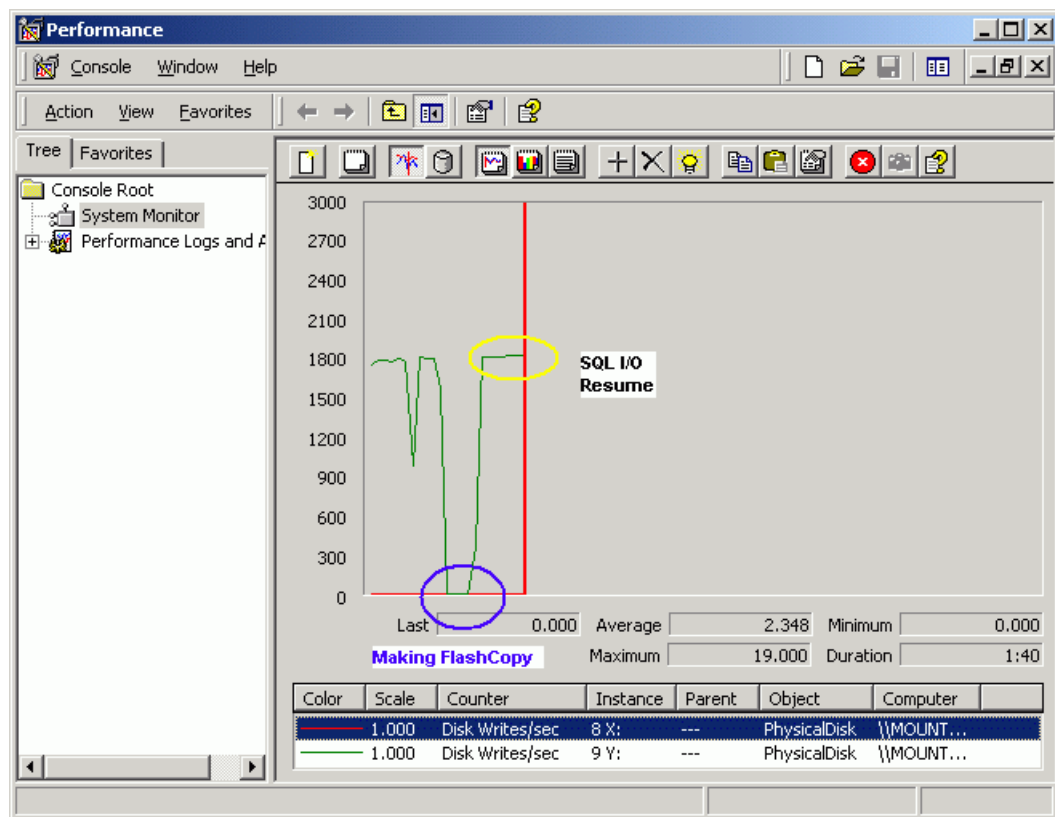 Performance
Console Window Help
Action View Favorites
Tree Favorites
Console Root
System Monitor
Performance Logs and A
3000
2700
2400
2100
1800
1500
1200
900
600
300
0
SQL I/O
Resume
Last 0.000 Average 2.348 Minimum 0.000
Making FlashCopy Maximum 19.000 Duration 1:40
Color Scale Counter Instance Parent Object Computer
1.000 Disk Writes/sec 8 X: --- PhysicalDisk \\MOUNT...
1.000 Disk Writes/sec 9 Y: --- PhysicalDisk \\MOUNT...